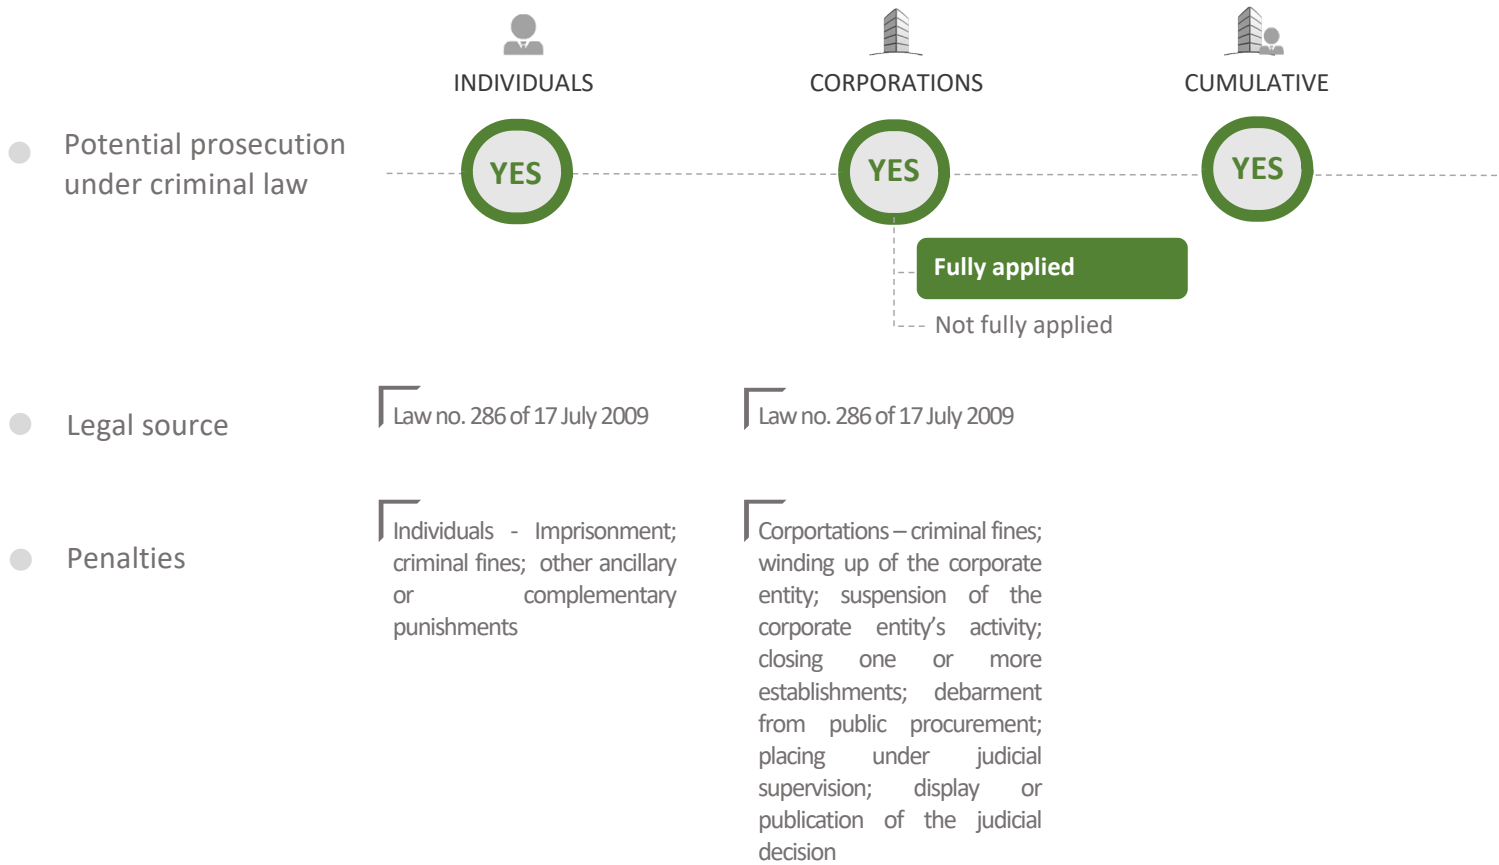 INDIVIDUALS
CORPORATIONS
CUMULATIVE
Potential prosecution
under criminal law
YES
YES
YES
Fully applied
Not fully applied
Legal source
Law no. 286 of 17 July 2009
Law no. 286 of 17 July 2009
Penalties
Individuals - Imprisonment;
criminal fines; other ancillary
or complementary
punishments
Corportations – criminal fines;
winding up of the corporate
entity; suspension of the
corporate entity’s activity;
closing one or more
establishments; debarment
from public procurement;
placing under judicial
supervision; display or
publication of the judicial
decision